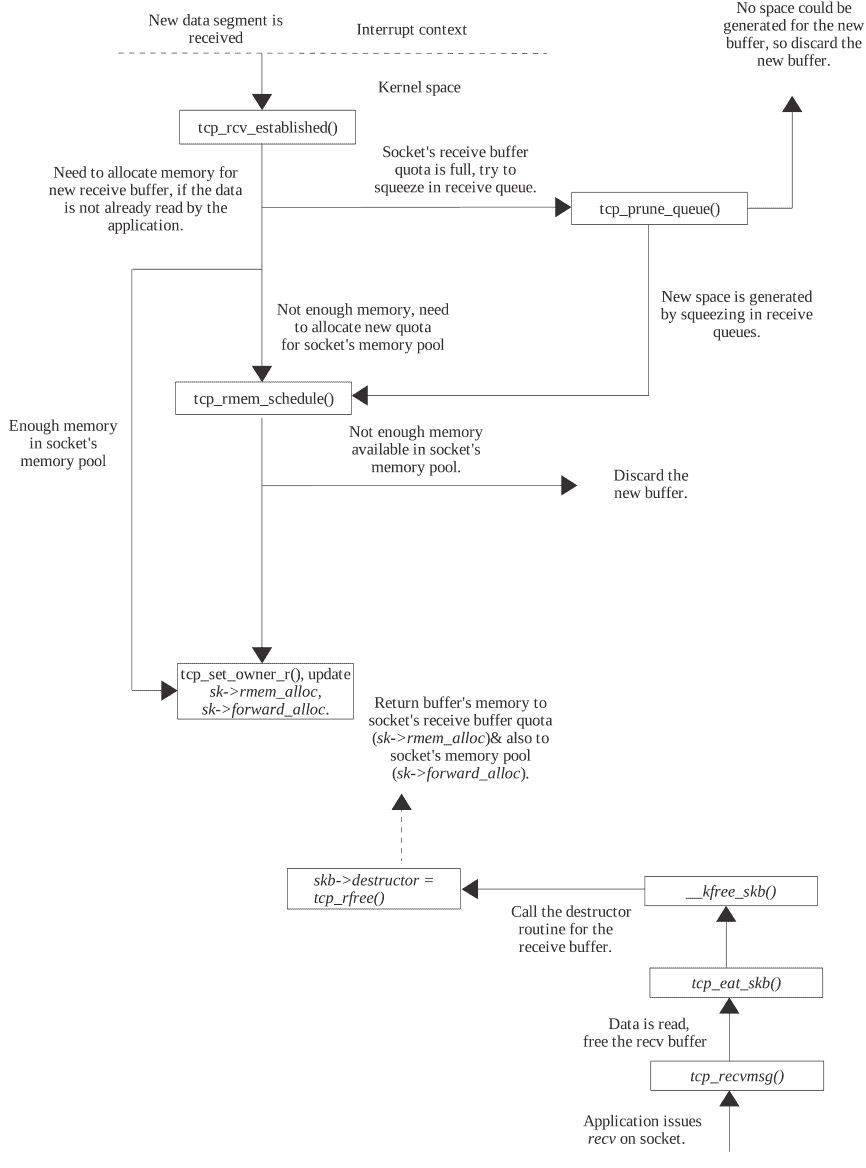 New data segment is
received
Interrupt context
No space could be
generated for the new
buffer, so discard the
new buffer.
Kernel space
tcp_rcv_established()
Need to allocate memory for
new receive buffer, if the data
is not already read by the
application.
Socket's receive buffer
quota is full, try to
squeeze in receive queue.
tcp_prune_queue()
Not enough memory, need
to allocate new quota
for socket's memory pool
New space is generated
by squeezing in receive
queues.
tcp_rmem_schedule()
Enough memory
in socket's
memory pool
Not enough memory
available in socket's
memory pool.
Discard the
new buffer.
tcp_set_owner_r(), update
sk->rmem_alloc,
sk->forward_alloc.
Return buffer's memory to
socket's receive buffer quota
(sk->rmem_alloc)& also to
socket's memory pool
(sk->forward_alloc).
skb->destructor =
tcp_rfree()
__kfree_skb()
Call the destructor
routine for the
receive buffer.
tcp_eat_skb()
Data is read,
free the recv buffer
tcp_recvmsg()
Application issues
recv on socket.